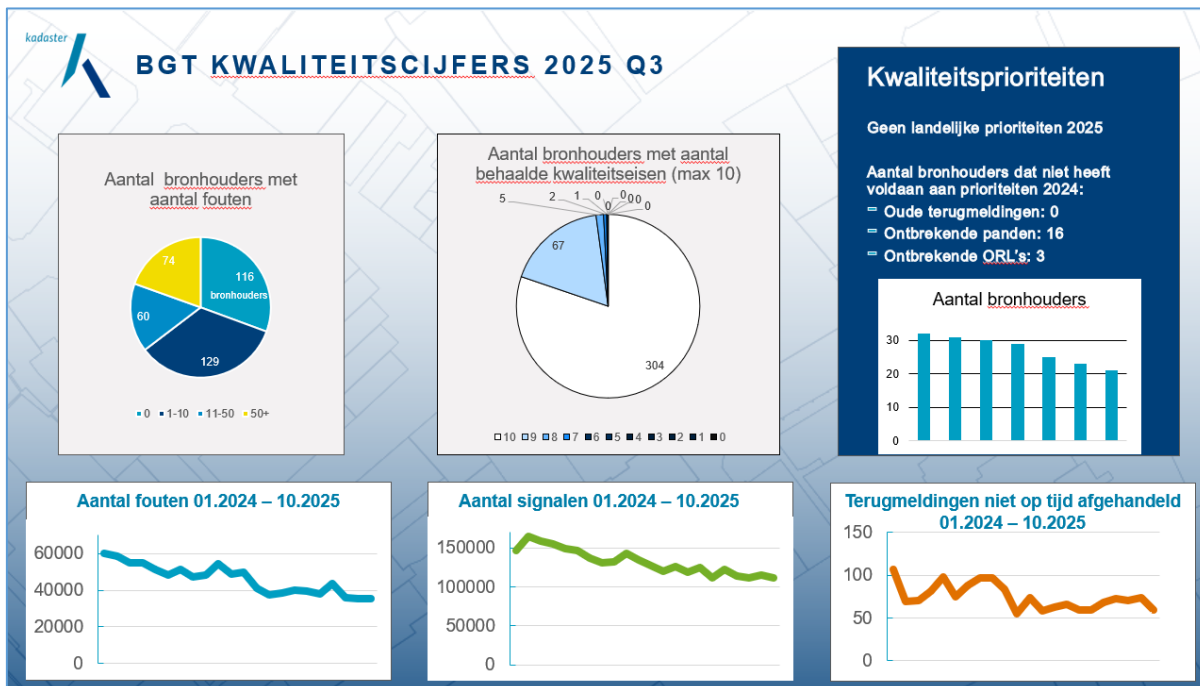 kadaster
BGT KWALITEITSCIJFERS 2025 Q3
Aantal bronhouders met
aantal fouten
74
116
bronhouders
60
129
0 1-10 11-50 50+
Aantal bronhouders met aantal
behaalde kwaliteitseisen (max 10)
5 2 1 0 0 0 0 0 0
67
304
10 9 8 7 6 5 4 3 2 1 0
Kwaliteitsprioriteiten
Geen landelijke prioriteiten 2025
Aantal bronhouders dat niet heeft
voldaan aan prioriteiten 2024:
- Oude terugmeldingen: 0
- Ontbrekende panden: 16
- Ontbrekende ORL's: 3
Aantal bronhouders
30
20
10
0
Aantal fouten 01.2024 – 10.2025
60000
40000
20000
0
Aantal signalen 01.2024 – 10.2025
150000
100000
50000
0
Terugmeldingen niet op tijd afgehandeld
01.2024 – 10.2025
150
100
50
0